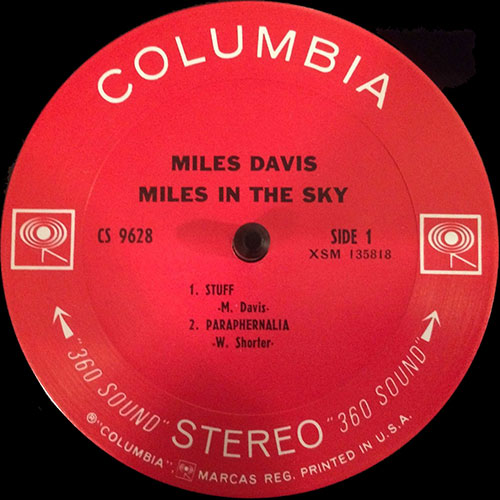 COLUMBIA
MILES DAVIS
MILES IN THE SKY
CS 9628
SIDE 1
XSM 135818
1. STUFF
-M. Davis-
2. PARAPHERNALIA
-W. Shorter-
"360 SOUND" STEREO "360 SOUND"
Ⓡ "COLUMBIA", MARCAS REG. PRINTED IN U.S.A.